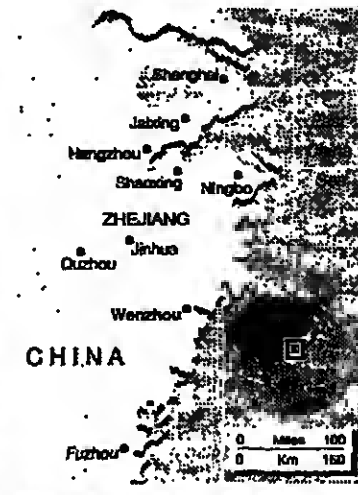 Shanghai
Jiaxing
Hangzhou
Shaoxing
Ningbo
ZHEJIANG
Jinhua
Quzhou
Wenzhou
CHINA
Fuzhou
0 Miles 100
0 Km 150